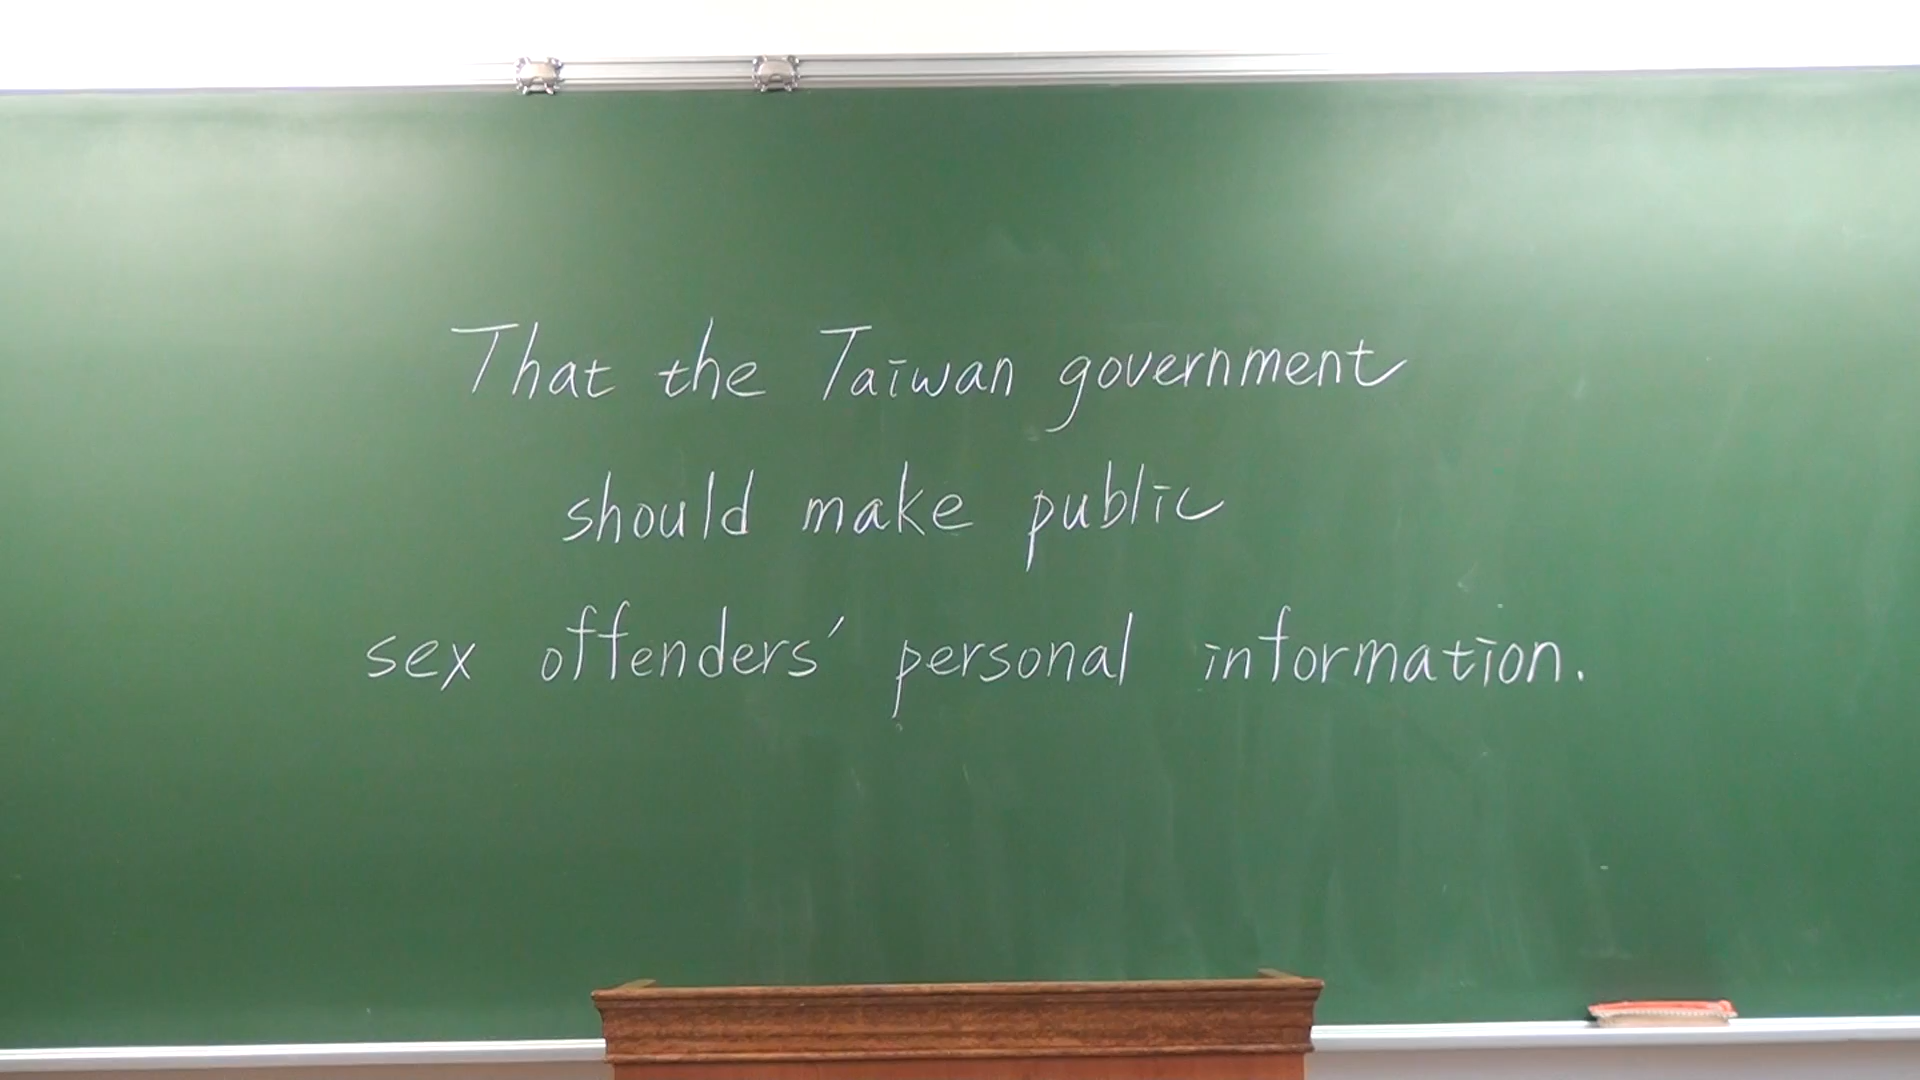 That the Taiwan government
should make public
sex offenders' personal information.